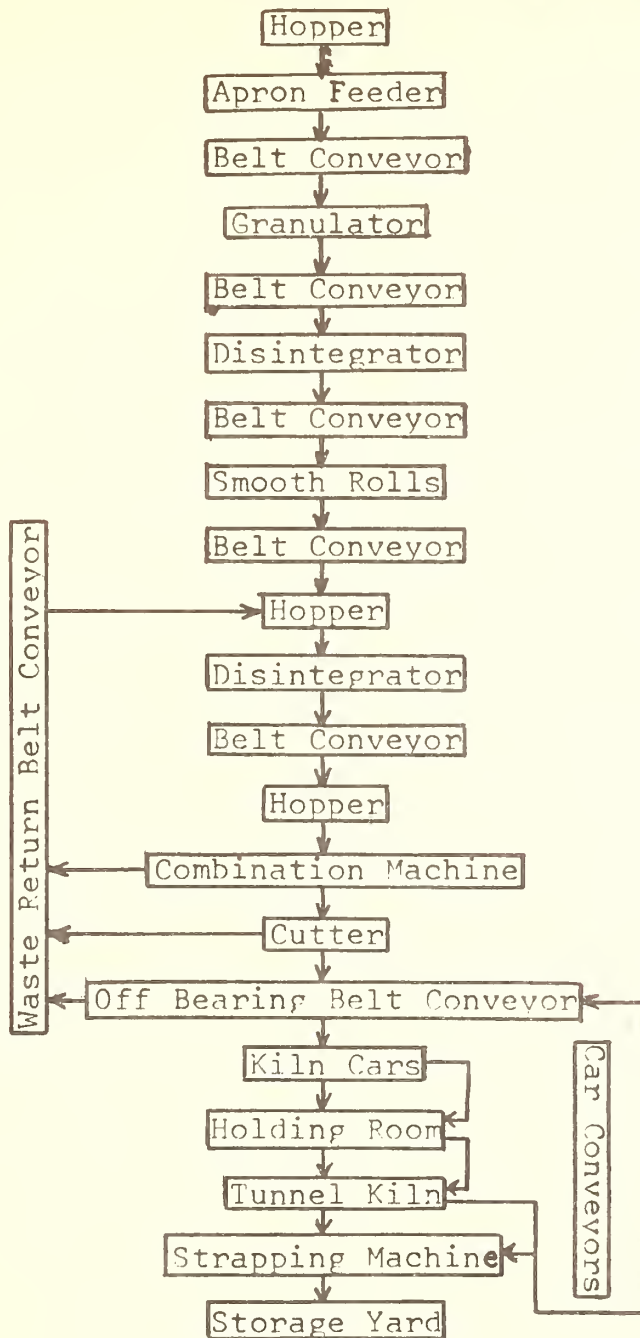 Hopper
Apron Feeder
Belt Conveyor
Granulator
Belt Conveyor
Disintegrator
Belt Conveyor
Smooth Rolls
Belt Conveyor
Hopper
Disintegrator
Belt Conveyor
Hopper
Combination Machine
Cutter
Off Bearing Belt Conveyor
Waste Return Belt Conveyor
Kiln Cars
Holding Room
Tunnel Kiln
Car Conveyors
Strapping Machine
Storage Yard